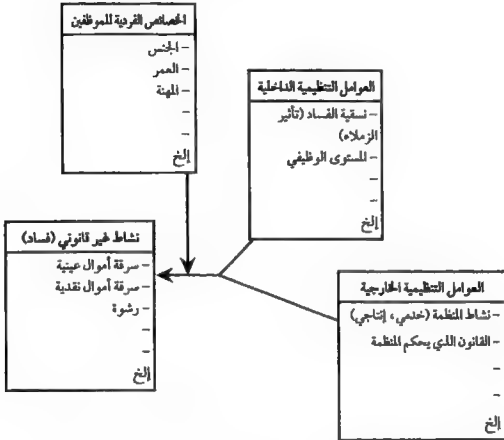 الخصائص الفردية للموظفين
– الجنس
– العمر
– المهنة
–
–
إلخ
العوامل التنظيمية الداخلية
– نسقية الفساد (تأثير
الزملاء)
– المستوى الوظيفي
–
–
إلخ
نشاط غير قانوني (فساد)
– سرقة أموال عينية
– سرقة أموال نقدية
– رشوة
–
–
إلخ
العوامل التنظيمية الخارجية
– نشاط المنظمة (خدمي، إنتاجي)
– القانون الذي يحكم المنظمة
–
–
إلخ